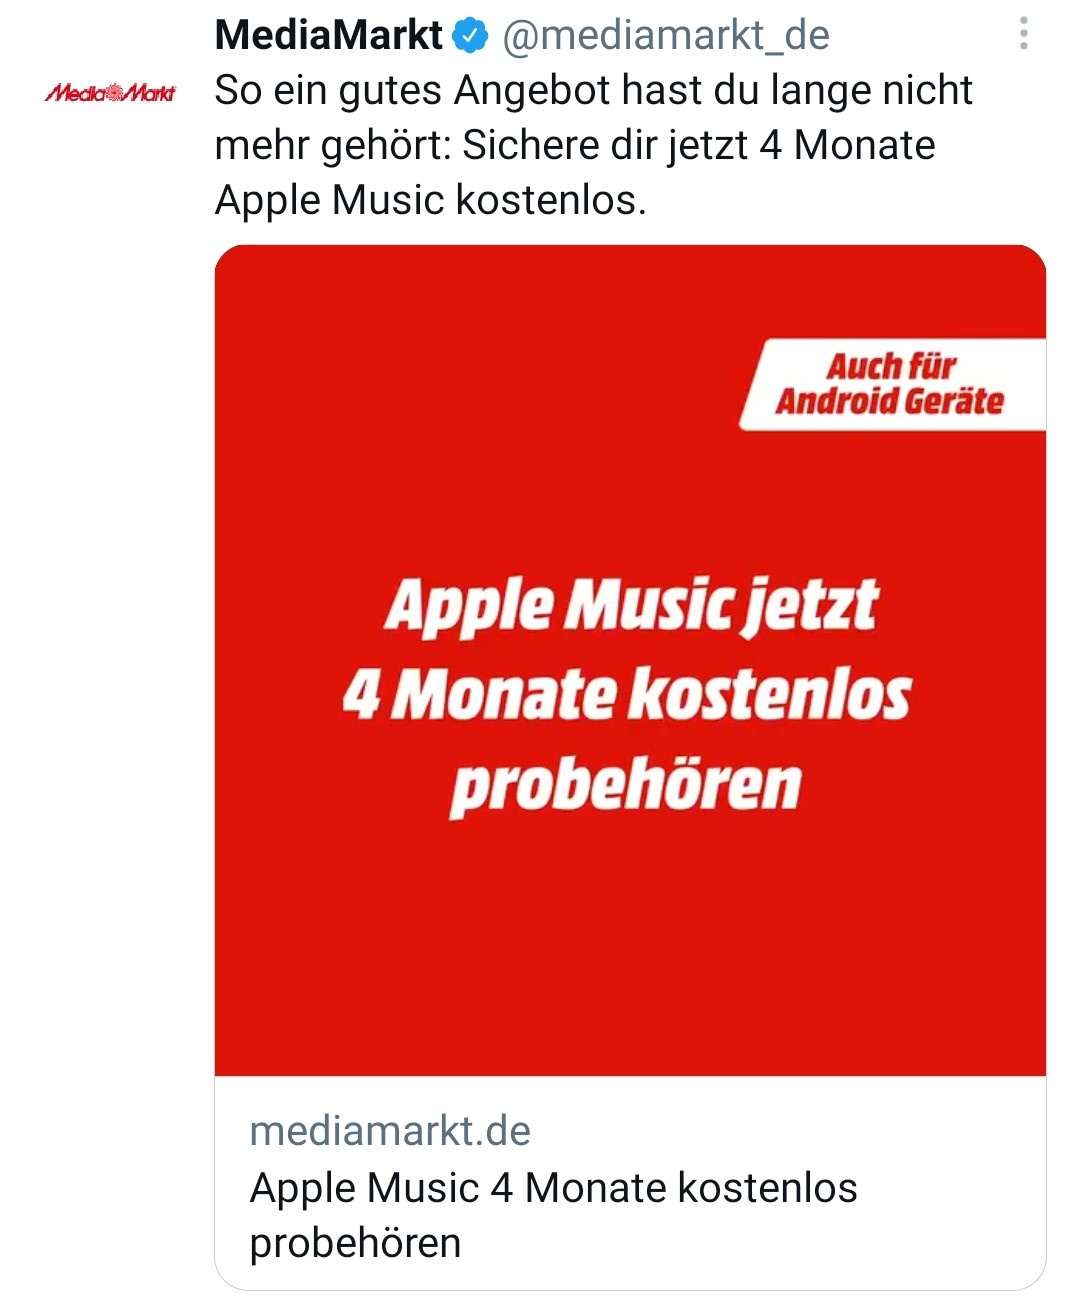 MediaMarkt @mediamarkt_de
MediaMarkt
So ein gutes Angebot hast du lange nicht
mehr gehört: Sichere dir jetzt 4 Monate
Apple Music kostenlos.
Auch für
Android Geräte
Apple Music jetzt
4 Monate kostenlos
probehören
mediamarkt.de
Apple Music 4 Monate kostenlos
probehören